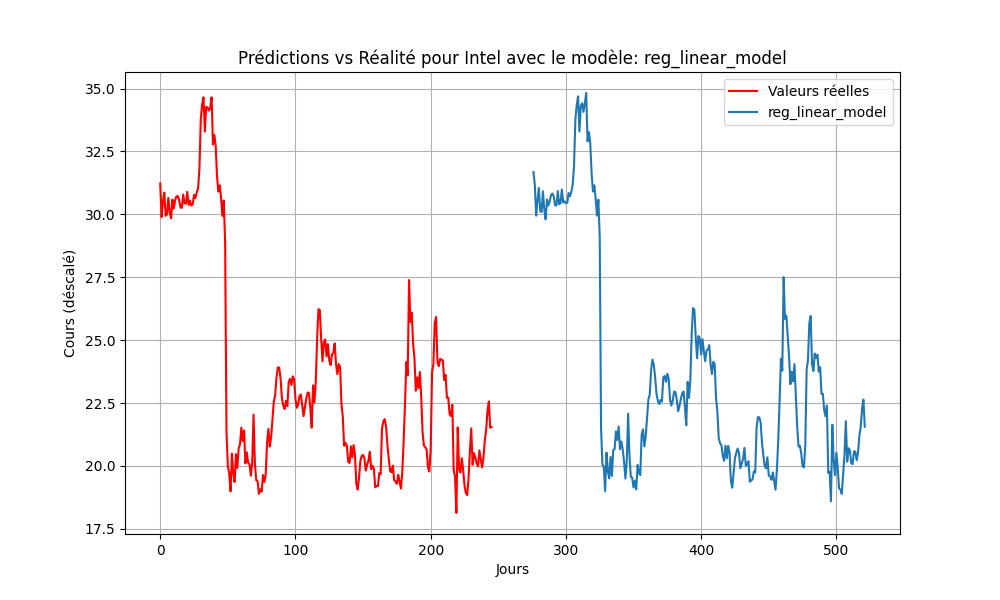 Prédictions vs Réalité pour Intel avec le modèle: reg_linear_model
Valeurs réelles
reg_linear_model
Cours (déscalé)
35.0
32.5
30.0
27.5
25.0
22.5
20.0
17.5
0 100 200 300 400 500
Jours